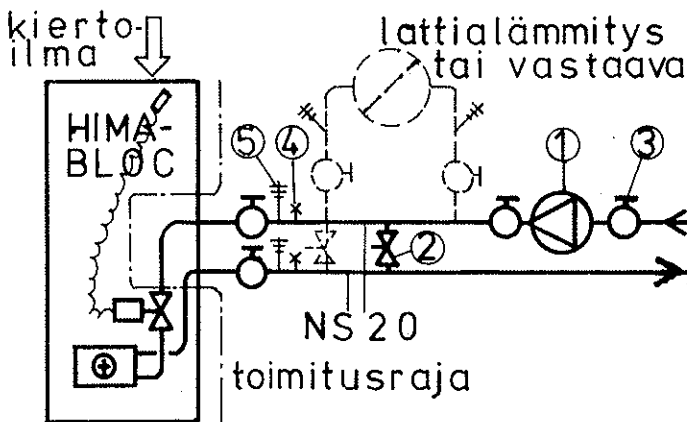 kierto-
ilma
lattialämmitys
tai vastaava
HIMA-
BLOC
5
4
1
3
2
NS 20
toimitusraja